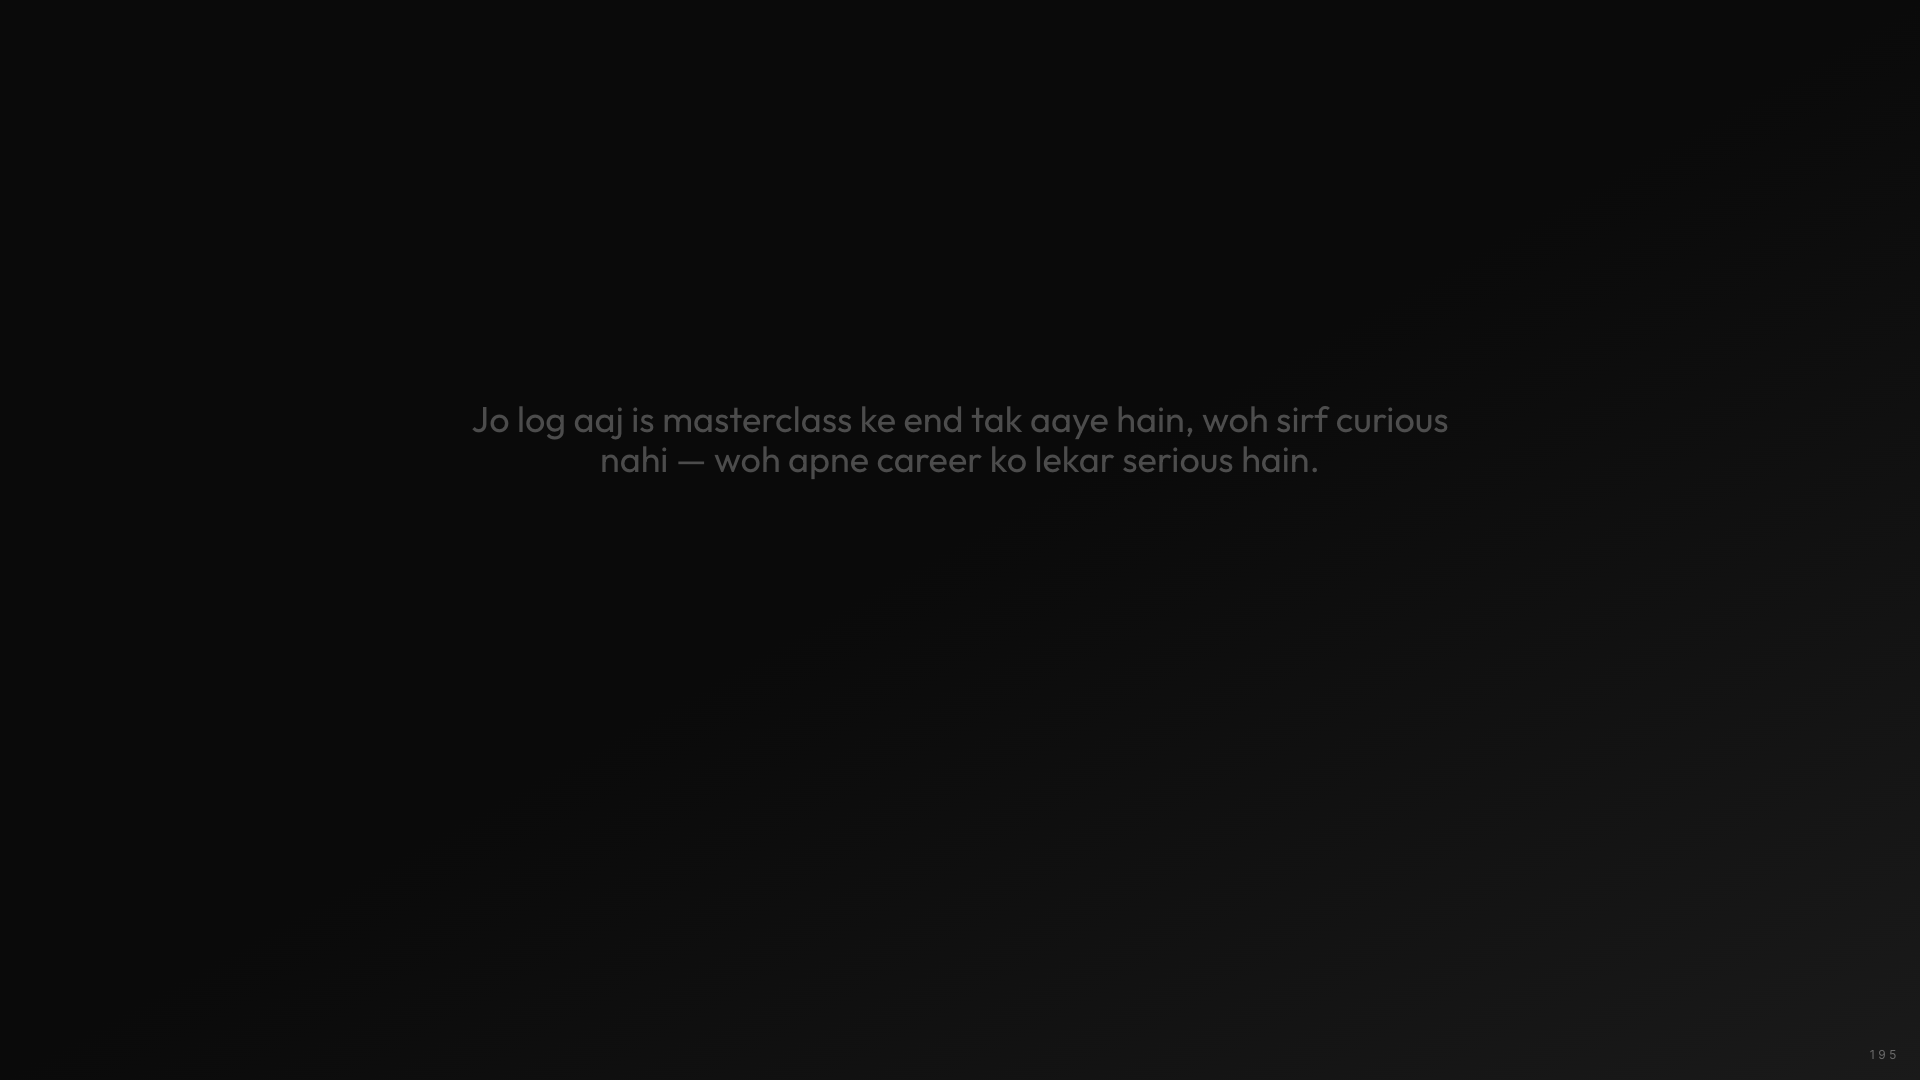 Jo log aaj is masterclass ke end tak aaye hain, woh sirf curious
nahi — woh apne career ko lekar serious hain.
195